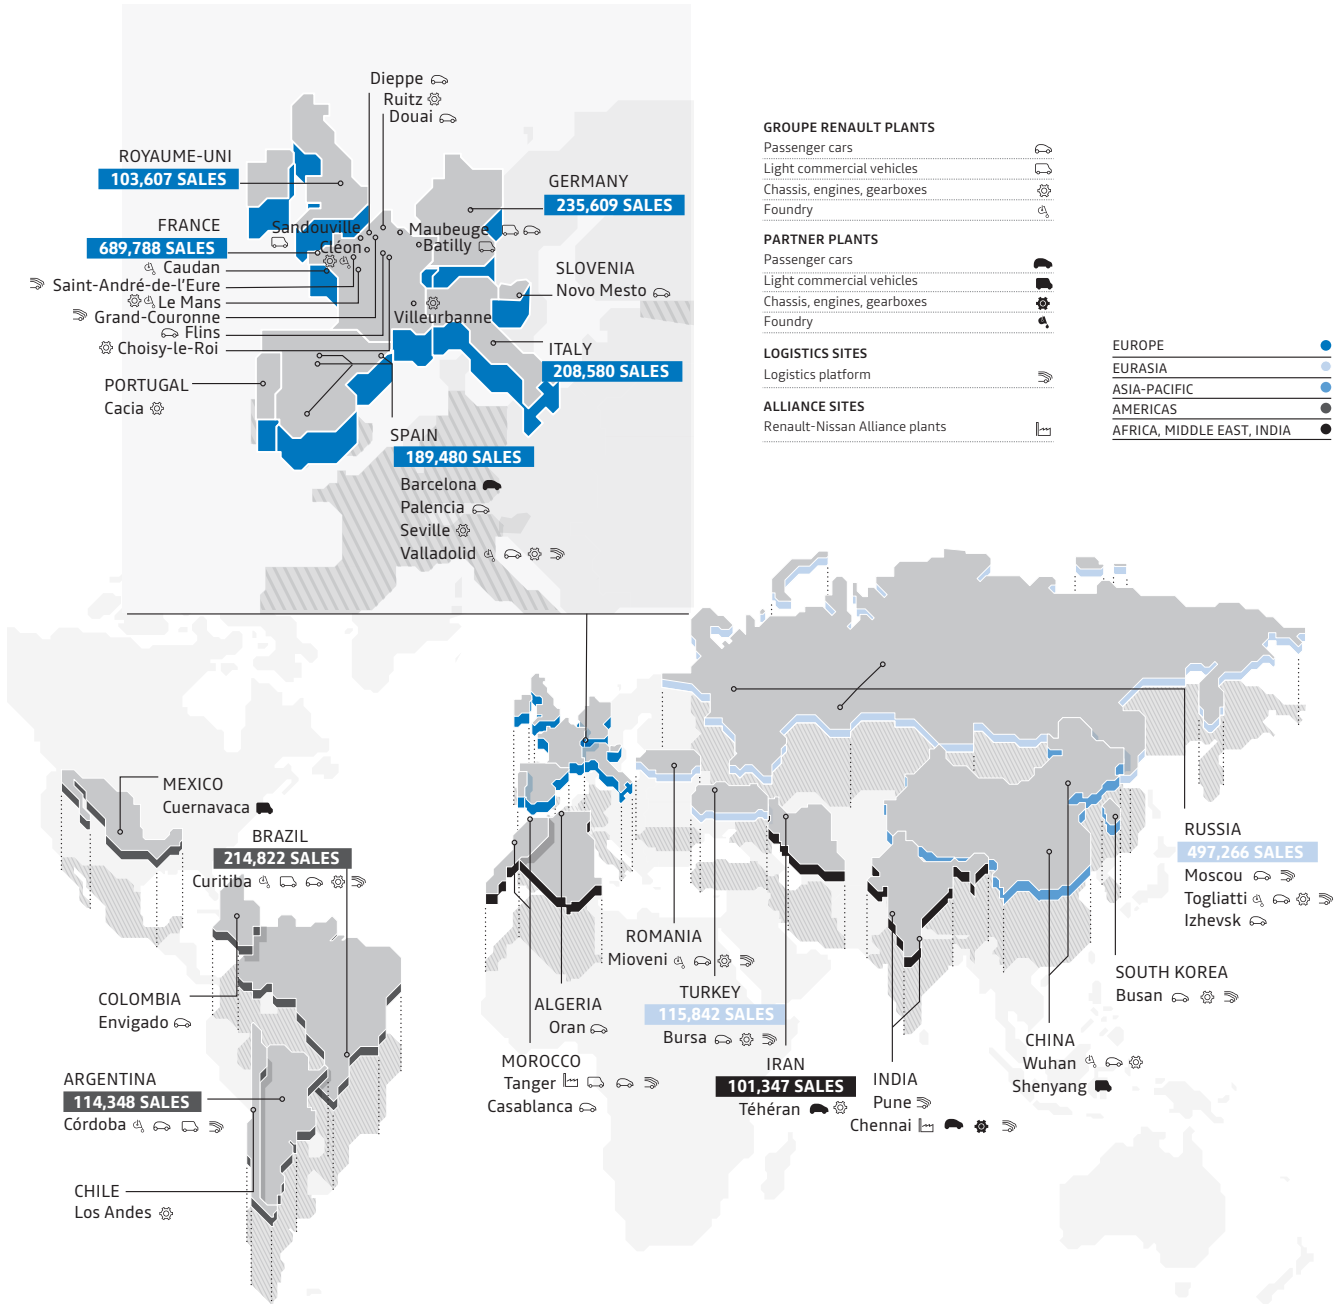 Dieppe
Ruitz
Douai
ROYAUME-UNI
103,607 SALES
GERMANY
235,609 SALES
FRANCE
689,788 SALES
Sandouville
Cléon
Maubeuge
Batilly
Caudan
Saint-André-de-l'Eure
Le Mans
Grand-Couronne
Flins
Choisy-le-Roi
Villeurbanne
SLOVENIA
Novo Mesto
ITALY
208,580 SALES
PORTUGAL
Cacia
SPAIN
189,480 SALES
Barcelona
Palencia
Seville
Valladolid
GROUPE RENAULT PLANTS
Passenger cars
Light commercial vehicles
Chassis, engines, gearboxes
Foundry
PARTNER PLANTS
Passenger cars
Light commercial vehicles
Chassis, engines, gearboxes
Foundry
LOGISTICS SITES
Logistics platform
ALLIANCE SITES
Renault-Nissan Alliance plants
EUROPE
EURASIA
ASIA-PACIFIC
AMERICAS
AFRICA, MIDDLE EAST, INDIA
MEXICO
Cuernavaca
BRAZIL
214,822 SALES
Curitiba
COLOMBIA
Envigado
ARGENTINA
114,348 SALES
Córdoba
CHILE
Los Andes
ROMANIA
Mioveni
ALGERIA
Oran
MOROCCO
Tanger
Casablanca
TURKEY
115,842 SALES
Bursa
IRAN
101,347 SALES
Téhéran
INDIA
Pune
Chennai
CHINA
Wuhan
Shenyang
SOUTH KOREA
Busan
RUSSIA
497,266 SALES
Moscou
Togliatti
Izhevsk